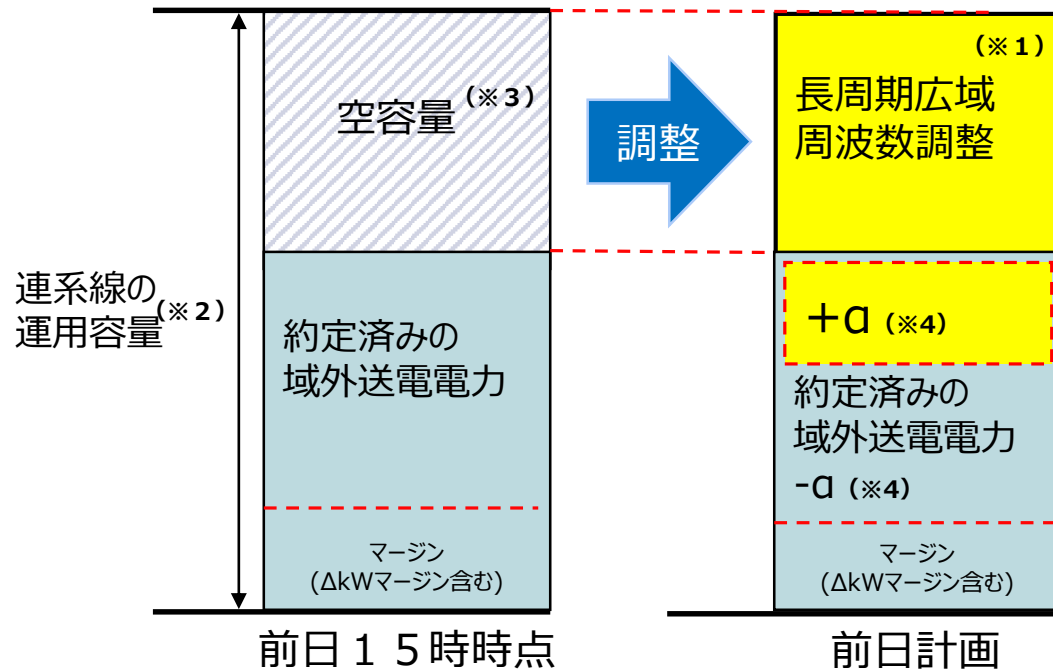 連系線の
運用容量(※2)
空容量(※3)
約定済みの
域外送電電力
マージン
(ΔkWマージン含む)
前日15時時点
調整
(※1)
長周期広域
周波数調整
+α(※4)
約定済みの
域外送電電力
-α(※4)
マージン
(ΔkWマージン含む)
前日計画